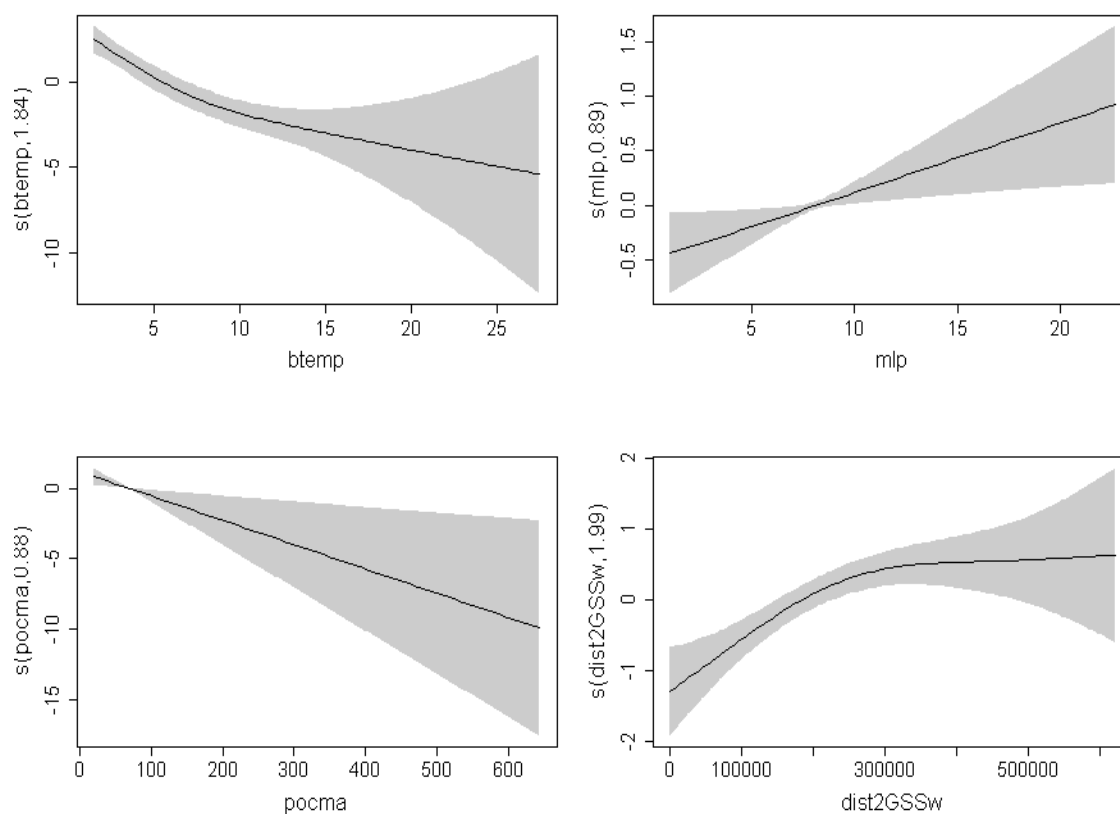 s(btemp,1.84)
0
-5
-10
5 10 15 20 25
btemp
s(mlp,0.89)
1.5
1.0
0.5
0.0
-0.5
5 10 15 20
mlp
s(pocma,0.88)
0
-5
-10
-15
0 100 200 300 400 500 600
pocma
s(dist2GSSw,1.99)
2
1
0
-1
-2
0 100000 300000 500000
dist2GSSw